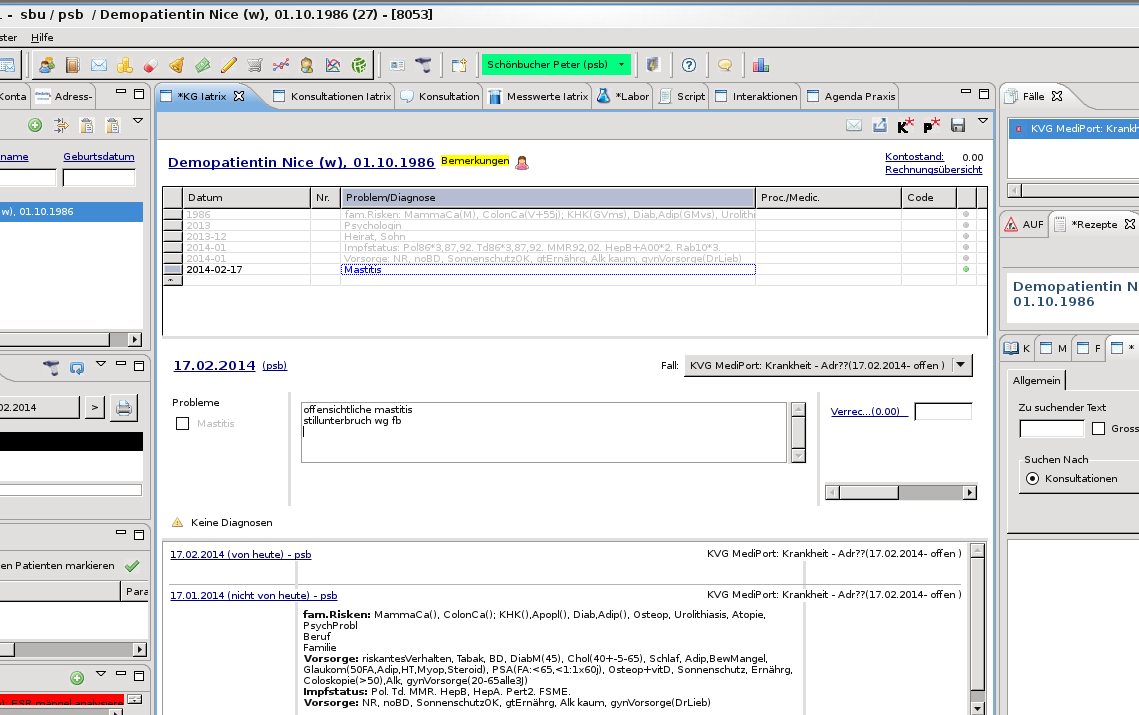 - sbu / psb / Demopatientin Nice (w), 01.10.1986 (27) - [8053]
ster Hilfe
Schönbucher Peter (psb)
Konta Adress-
*KG Iatrix Konsultationen Iatrix Konsultation Messwerte Iatrix *Labor Script Interaktionen Agenda Praxis
Fälle
name Geburtsdatum
w), 01.10.1986
KVG MediPort: Krankh
K P
Demopatientin Nice (w), 01.10.1986 Bemerkungen
Kontostand: 0.00
Rechnungsübersicht
Datum Nr. Problem/Diagnose Proc./Medic. Code
1986 fam.Risken: MammaCa(M), ColonCa(V+55j); KHK(GVms), Diab,Adip(GMvs), Urolithi
2013 Psychologin
2013-12 Heirat, Sohn
2014-01 Impfstatus: Pol86*3,87,92. Td86*3,87,92. MMR92,02. HepB+A00*2. Rab10*3.
2014-01 Vorsorge: NR, noBD, SonnenschutzOK, gtErnährg, Alk kaum, gynVorsorge(DrLieb)
2014-02-17 Mastitis
AUF *Rezepte
Demopatientin N
01.10.1986
17.02.2014 (psb)
Fall: KVG MediPort: Krankheit - Adr??(17.02.2014- offen )
K M F *
02.2014 >
Probleme
Mastitis
offensichtliche mastitis
stillunterbruch wg fb
Verrec...(0.00)
Allgemein
Zu suchender Text
Gross
Suchen Nach
Konsultationen
Keine Diagnosen
en Patienten markieren
Para
17.02.2014 (von heute) - psb KVG MediPort: Krankheit - Adr??(17.02.2014- offen )
17.01.2014 (nicht von heute) - psb KVG MediPort: Krankheit - Adr??(17.02.2014- offen )
fam.Risken: MammaCa(), ColonCa(); KHK(),Apopl(), Diab,Adip(), Osteop, Urolithiasis, Atopie,
PsychProbl
Beruf
Familie
Vorsorge: riskantesVerhalten, Tabak, BD, DiabM(45), Chol(40+-5-65), Schlaf, Adip,BewMangel,
Glaukom(50FA,Adip,HT,Myop,Steroid), PSA(FA:<65,<1:1x60j), Osteop+vitD, Sonnenschutz, Ernährg,
Coloskopie(>50),Alk, gynVorsorge(20-65alle3J)
Impfstatus: Pol. Td. MMR. HepB, HepA. Pert2. FSME.
Vorsorge: NR, noBD, SonnenschutzOK, gtErnährg, Alk kaum, gynVorsorge(DrLieb)
): ESR mängel analysiere